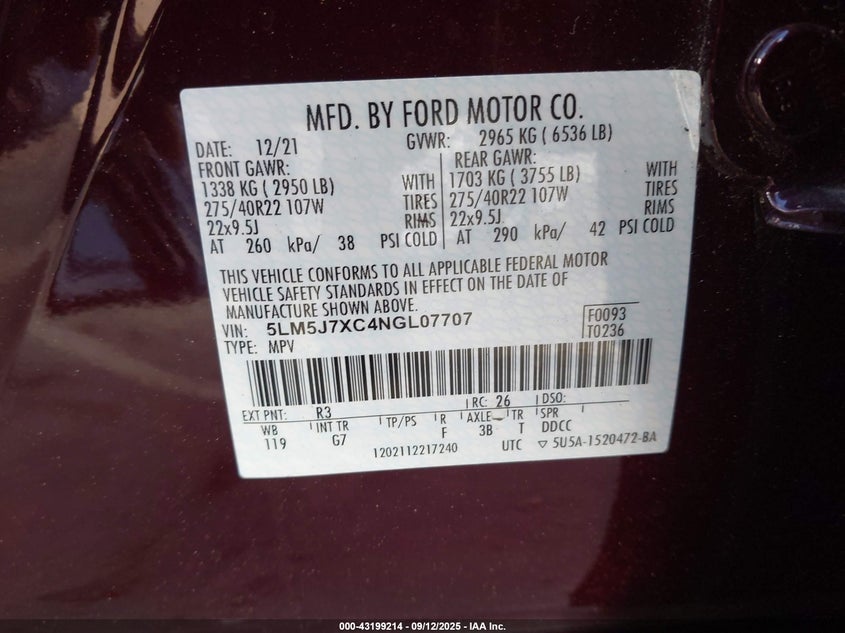 MFD. BY FORD MOTOR CO.
DATE: 12/21 GVWR: 2965 KG ( 6536 LB)
FRONT GAWR: REAR GAWR:
1338 KG ( 2950 LB) WITH 1703 KG ( 3755 LB) WITH
275/40R22 107W TIRES 275/40R22 107W TIRES
22x9.5J RIMS 22x9.5J RIMS
AT 260 kPa/ 38 PSI COLD AT 290 kPa/ 42 PSI COLD
THIS VEHICLE CONFORMS TO ALL APPLICABLE FEDERAL MOTOR
VEHICLE SAFETY STANDARDS IN EFFECT ON THE DATE OF
MANUFACTURE SHOWN ABOVE.
VIN: 5LM5J7XC4NGL07707 F0093
TYPE: MPV T0236
EXT PNT: R3 RC: 26 DSO:
WB INT TR TP/PS R AXLE TR SPR
119 G7 F 3B T DDCC
1202112217240 UTC ▽ 5U5A-1520472-BA
000-43199214 - 09/12/2025 - IAA Inc.